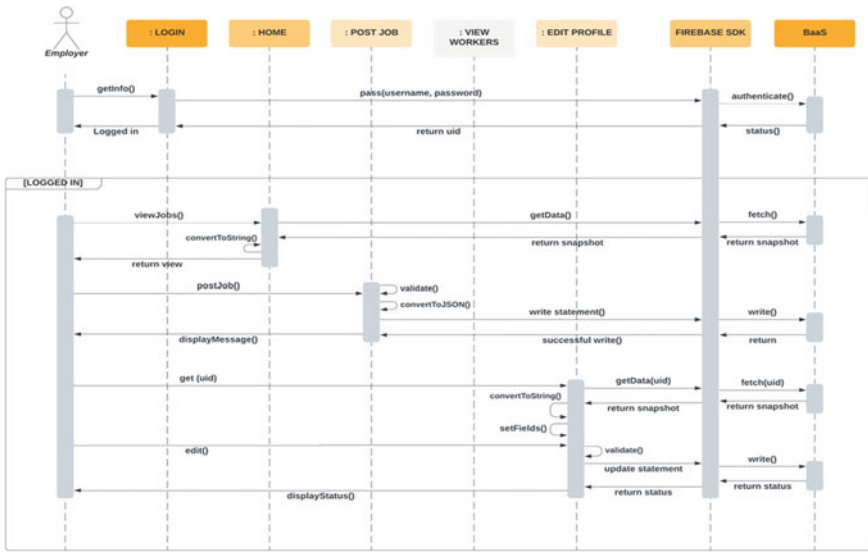 : LOGIN
: HOME
: POST JOB
: VIEW
WORKERS
: EDIT PROFILE
FIREBASE SDK
BaaS
Employer
getInfo()
pass(username, password)
authenticate()
Logged in
return uid
status()
[LOGGED IN]
viewJobs()
getData()
fetch()
convertToString()
return snapshot
return snapshot
return view
postJob()
validate()
convertToJSON()
write statement()
write()
displayMessage()
successful write()
return
get (uid)
getData(uid)
fetch(uid)
convertToString()
return snapshot
return snapshot
setFields()
edit()
validate()
update statement
write()
return status
return status
displayStatus()